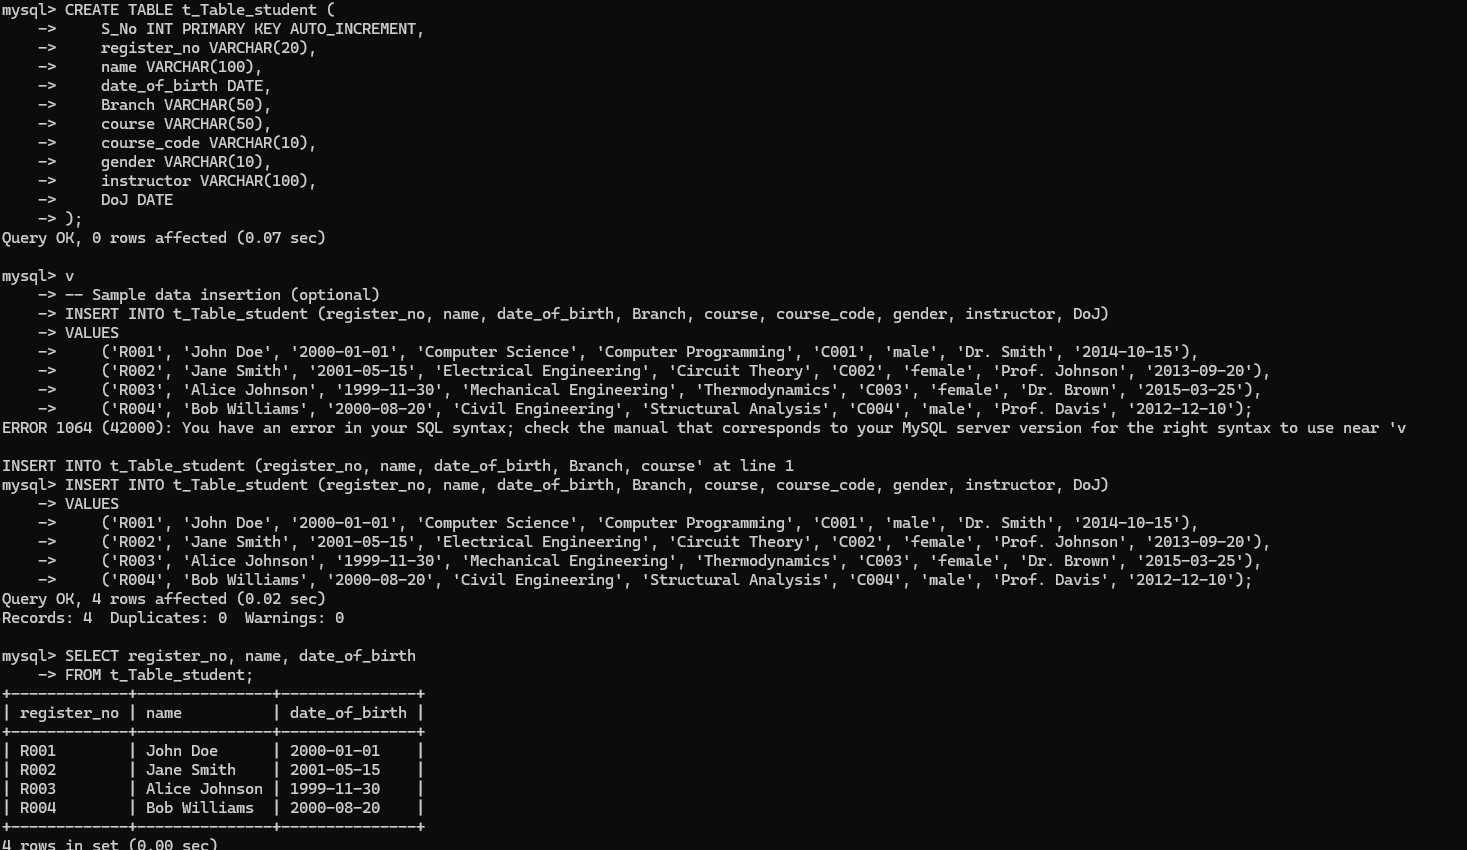 mysql> CREATE TABLE t_Table_student (
    ->     S_No INT PRIMARY KEY AUTO_INCREMENT,
    ->     register_no VARCHAR(20),
    ->     name VARCHAR(100),
    ->     date_of_birth DATE,
    ->     Branch VARCHAR(50),
    ->     course VARCHAR(50),
    ->     course_code VARCHAR(10),
    ->     gender VARCHAR(10),
    ->     instructor VARCHAR(100),
    ->     DoJ DATE
    -> );
Query OK, 0 rows affected (0.07 sec)

mysql> v
    -> -- Sample data insertion (optional)
    -> INSERT INTO t_Table_student (register_no, name, date_of_birth, Branch, course, course_code, gender, instructor, DoJ)
    -> VALUES
    ->     ('R001', 'John Doe', '2000-01-01', 'Computer Science', 'Computer Programming', 'C001', 'male', 'Dr. Smith', '2014-10-15'),
    ->     ('R002', 'Jane Smith', '2001-05-15', 'Electrical Engineering', 'Circuit Theory', 'C002', 'female', 'Prof. Johnson', '2013-09-20'),
    ->     ('R003', 'Alice Johnson', '1999-11-30', 'Mechanical Engineering', 'Thermodynamics', 'C003', 'female', 'Dr. Brown', '2015-03-25'),
    ->     ('R004', 'Bob Williams', '2000-08-20', 'Civil Engineering', 'Structural Analysis', 'C004', 'male', 'Prof. Davis', '2012-12-10');
ERROR 1064 (42000): You have an error in your SQL syntax; check the manual that corresponds to your MySQL server version for the right syntax to use near 'v

INSERT INTO t_Table_student (register_no, name, date_of_birth, Branch, course' at line 1
mysql> INSERT INTO t_Table_student (register_no, name, date_of_birth, Branch, course, course_code, gender, instructor, DoJ)
    -> VALUES
    ->     ('R001', 'John Doe', '2000-01-01', 'Computer Science', 'Computer Programming', 'C001', 'male', 'Dr. Smith', '2014-10-15'),
    ->     ('R002', 'Jane Smith', '2001-05-15', 'Electrical Engineering', 'Circuit Theory', 'C002', 'female', 'Prof. Johnson', '2013-09-20'),
    ->     ('R003', 'Alice Johnson', '1999-11-30', 'Mechanical Engineering', 'Thermodynamics', 'C003', 'female', 'Dr. Brown', '2015-03-25'),
    ->     ('R004', 'Bob Williams', '2000-08-20', 'Civil Engineering', 'Structural Analysis', 'C004', 'male', 'Prof. Davis', '2012-12-10');
Query OK, 4 rows affected (0.02 sec)
Records: 4  Duplicates: 0  Warnings: 0

mysql> SELECT register_no, name, date_of_birth
    -> FROM t_Table_student;
+-------------+---------------+---------------+
| register_no | name          | date_of_birth |
+-------------+---------------+---------------+
| R001        | John Doe      | 2000-01-01    |
| R002        | Jane Smith    | 2001-05-15    |
| R003        | Alice Johnson | 1999-11-30    |
| R004        | Bob Williams  | 2000-08-20    |
+-------------+---------------+---------------+
4 rows in set (0.00 sec)